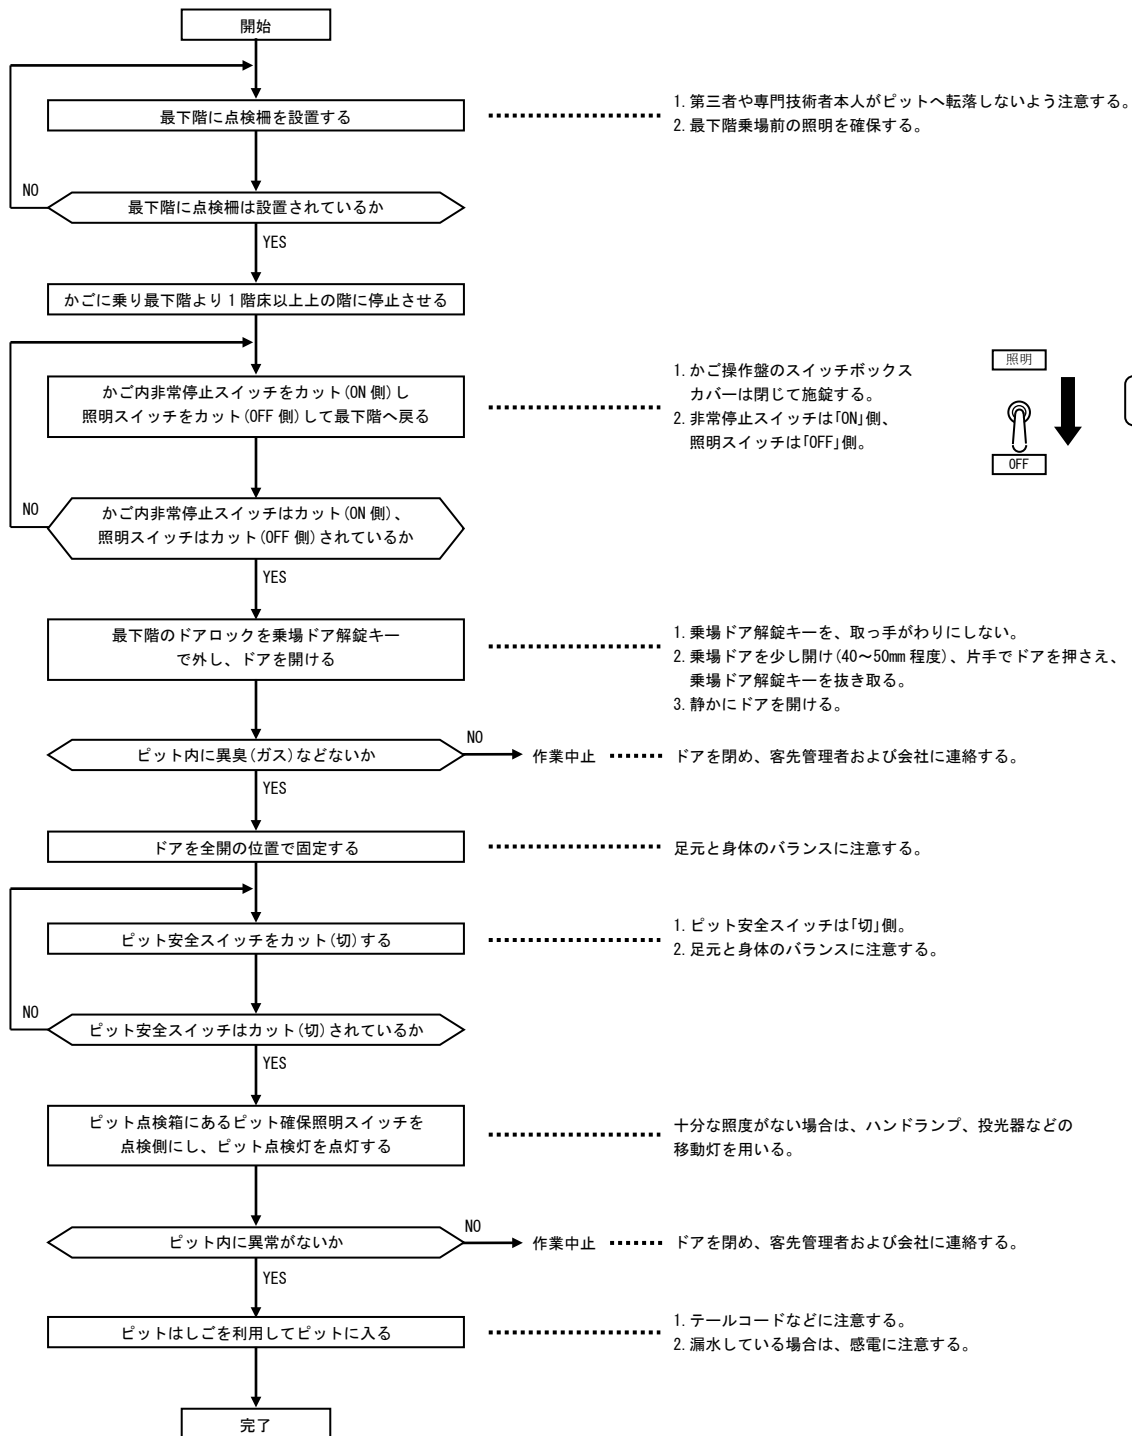 開始
最下階に点検柵を設置する
1. 第三者や専門技術者本人がピットへ転落しないよう注意する。
2. 最下階乗場前の照明を確保する。
NO
最下階に点検柵は設置されているか
YES
かごに乗り最下階より1階床以上上の階に停止させる
かご内非常停止スイッチをカット(ON側)し
照明スイッチをカット(OFF側)して最下階へ戻る
1. かご操作盤のスイッチボックス
カバーは閉じて施錠する。
2. 非常停止スイッチは「ON」側、
照明スイッチは「OFF」側。
照明
OFF
NO
かご内非常停止スイッチはカット(ON側)、
照明スイッチはカット(OFF側)されているか
YES
最下階のドアロックを乗場ドア解錠キー
で外し、ドアを開ける
1. 乗場ドア解錠キーを、取っ手がわりにしない。
2. 乗場ドアを少し開け(40～50mm程度)、片手でドアを押さえ、
乗場ドア解錠キーを抜き取る。
3. 静かにドアを開ける。
ピット内に異臭(ガス)などないか
NO
作業中止
ドアを閉め、客先管理者および会社に連絡する。
YES
ドアを全開の位置で固定する
足元と身体のバランスに注意する。
ピット安全スイッチをカット(切)する
1. ピット安全スイッチは「切」側。
2. 足元と身体のバランスに注意する。
NO
ピット安全スイッチはカット(切)されているか
YES
ピット点検箱にあるピット確保照明スイッチを
点検側にし、ピット点検灯を点灯する
十分な照度がない場合は、ハンドランプ、投光器などの
移動灯を用いる。
ピット内に異常がないか
NO
作業中止
ドアを閉め、客先管理者および会社に連絡する。
YES
ピットはしごを利用してピットに入る
1. テールコードなどに注意する。
2. 漏水している場合は、感電に注意する。
完了